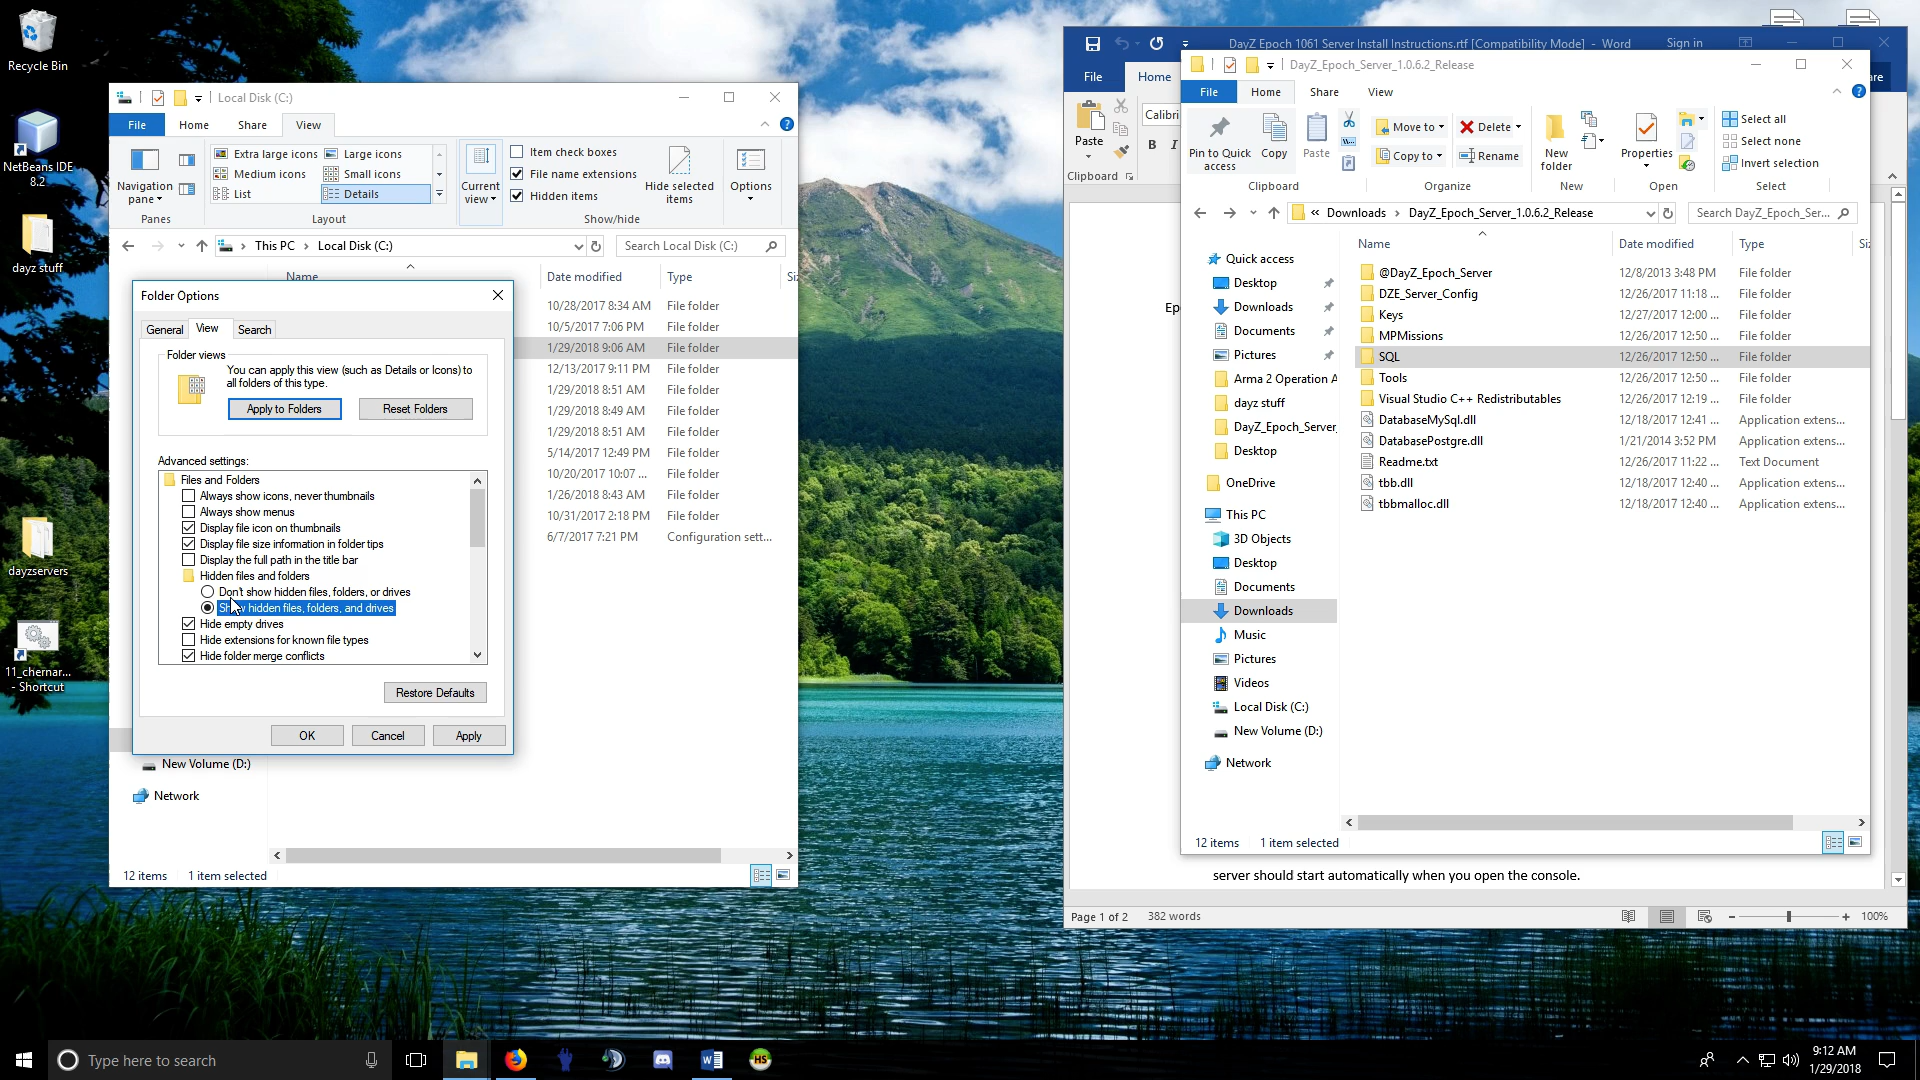 Recycle Bin
NetBeans IDE
8.2
dayz stuff
dayzservers
11_chernar...
- Shortcut
Local Disk (C:)
File
Home
Share
View
Navigation
pane
Panes
Extra large icons
Large icons
Medium icons
Small icons
List
Details
Layout
Current
view
Item check boxes
File name extensions
Hidden items
Hide selected
items
Show/hide
Options
This PC > Local Disk (C:)
Search Local Disk (C:)
Name
Date modified
Type
10/28/2017 8:34 AM File folder
10/5/2017 7:06 PM File folder
1/29/2018 9:06 AM File folder
12/13/2017 9:11 PM File folder
1/29/2018 8:51 AM File folder
1/29/2018 8:49 AM File folder
1/29/2018 8:51 AM File folder
5/14/2017 12:49 PM File folder
10/20/2017 10:07 ... File folder
1/26/2018 8:43 AM File folder
10/31/2017 2:18 PM File folder
6/7/2017 7:21 PM Configuration sett...
New Volume (D:)
Network
12 items 1 item selected
Folder Options
General View Search
Folder views
You can apply this view (such as Details or Icons) to
all folders of this type.
Apply to Folders
Reset Folders
Advanced settings:
Files and Folders
Always show icons, never thumbnails
Always show menus
Display file icon on thumbnails
Display file size information in folder tips
Display the full path in the title bar
Hidden files and folders
Don't show hidden files, folders, or drives
Show hidden files, folders, and drives
Hide empty drives
Hide extensions for known file types
Hide folder merge conflicts
Restore Defaults
OK
Cancel
Apply
DayZ Epoch 1061 Server Install Instructions.rtf [Compatibility Mode] - Word
Sign in
File
Home
Paste
Clipboard
Calibri
B I
Ep
server should start automatically when you open the console.
Page 1 of 2 382 words
100%
DayZ_Epoch_Server_1.0.6.2_Release
File
Home
Share
View
Pin to Quick
access
Copy
Paste
Clipboard
Move to
Copy to
Delete
Rename
Organize
New
folder
New
Properties
Open
Select all
Select none
Invert selection
Select
« Downloads > DayZ_Epoch_Server_1.0.6.2_Release
Search DayZ_Epoch_Ser...
Quick access
Desktop
Downloads
Documents
Pictures
Arma 2 Operation A
dayz stuff
DayZ_Epoch_Server_
Desktop
OneDrive
This PC
3D Objects
Desktop
Documents
Downloads
Music
Pictures
Videos
Local Disk (C:)
New Volume (D:)
Network
Name Date modified Type Siz
@DayZ_Epoch_Server 12/8/2013 3:48 PM File folder
DZE_Server_Config 12/26/2017 11:18 ... File folder
Keys 12/27/2017 12:00 ... File folder
MPMissions 12/26/2017 12:50 ... File folder
SQL 12/26/2017 12:50 ... File folder
Tools 12/26/2017 12:50 ... File folder
Visual Studio C++ Redistributables 12/26/2017 12:19 ... File folder
DatabaseMySql.dll 12/18/2017 12:41 ... Application extens...
DatabasePostgre.dll 1/21/2014 3:52 PM Application extens...
Readme.txt 12/26/2017 11:22 ... Text Document
tbb.dll 12/18/2017 12:40 ... Application extens...
tbbmalloc.dll 12/18/2017 12:40 ... Application extens...
12 items 1 item selected
Type here to search
HS
9:12 AM
1/29/2018